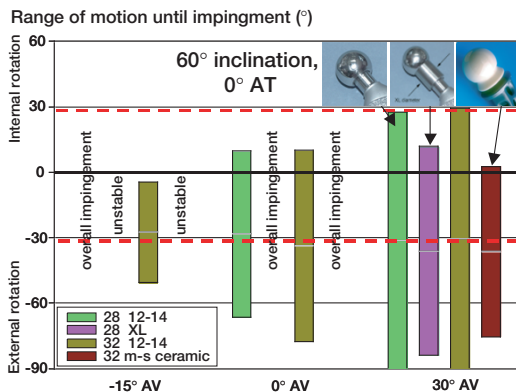 Range of motion until impingment (°)
60
30
0
-30
-60
-90
Internal rotation
External rotation
60° inclination,
0° AT
overall impingement
unstable
unstable
overall impingement
overall impingement
28 12-14
28 XL
32 12-14
32 m-s ceramic
-15° AV
0° AV
30° AV